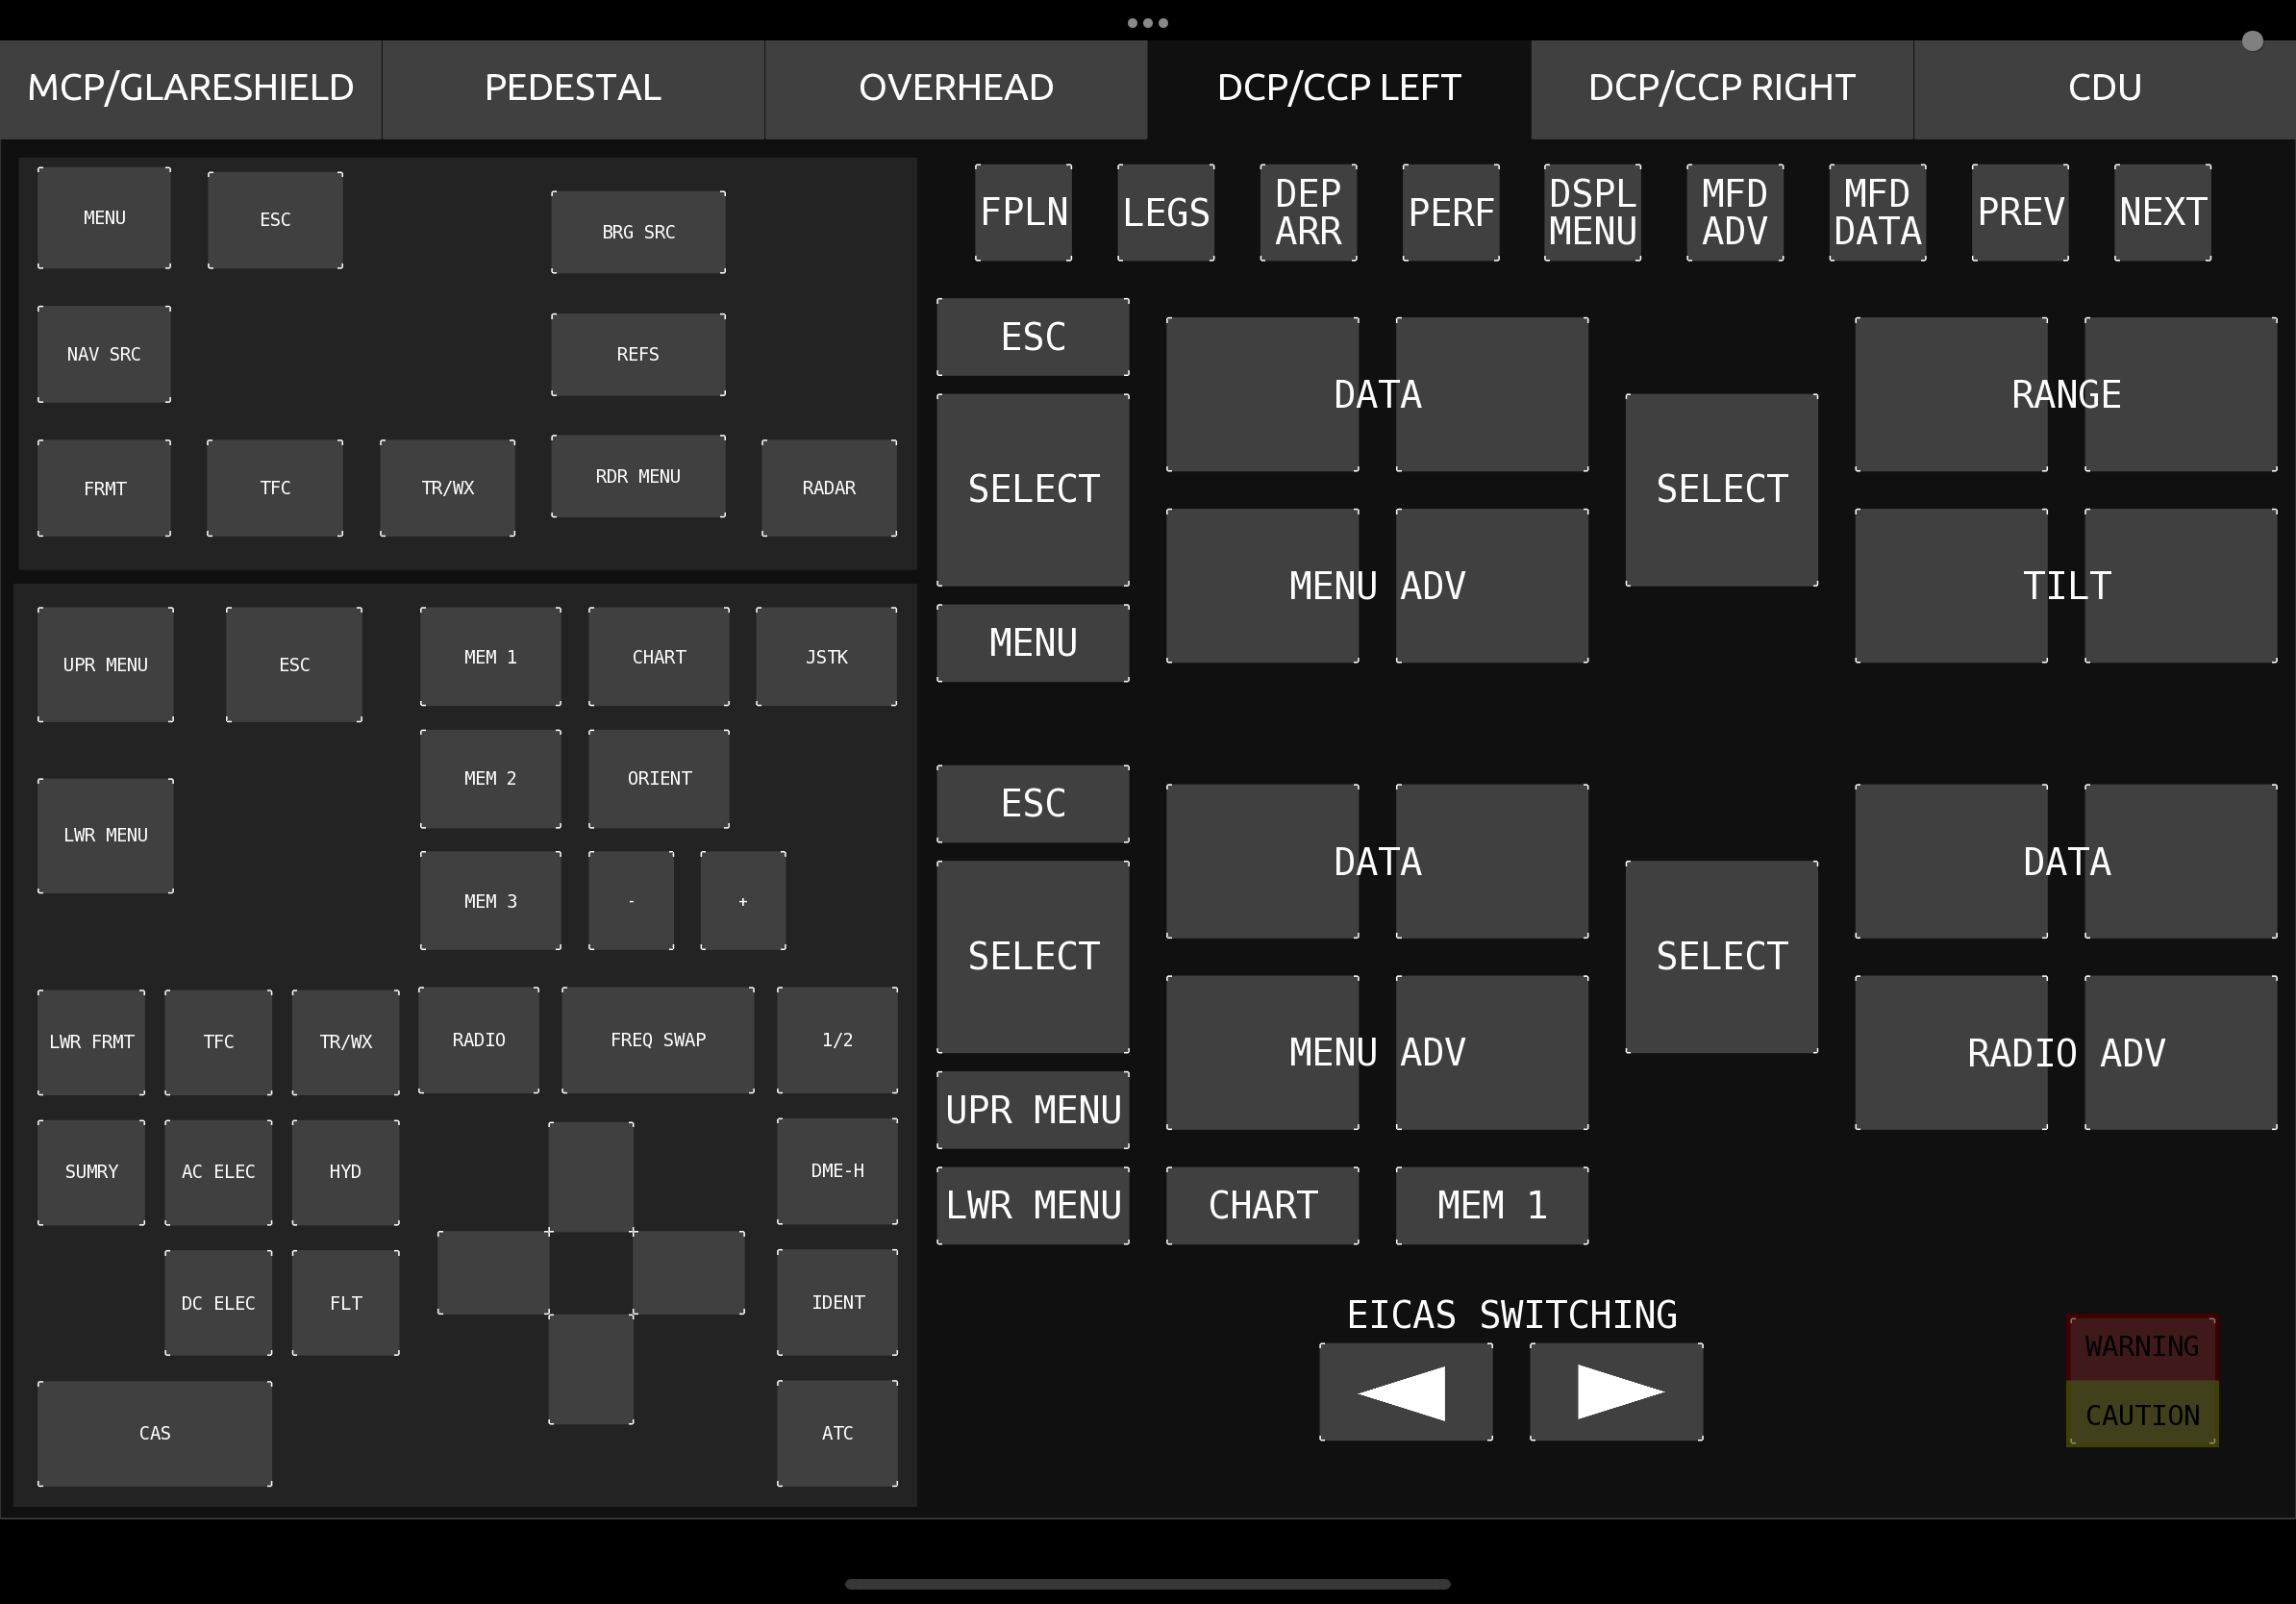 MCP/GLARESHIELD
PEDESTAL
OVERHEAD
DCP/CCP LEFT
DCP/CCP RIGHT
CDU
MENU
ESC
BRG SRC
NAV SRC
REFS
FRMT
TFC
TR/WX
RDR MENU
RADAR
UPR MENU
ESC
MEM 1
CHART
JSTK
MEM 2
ORIENT
LWR MENU
MEM 3
-
+
LWR FRMT
TFC
TR/WX
RADIO
FREQ SWAP
1/2
SUMRY
AC ELEC
HYD
DME-H
DC ELEC
FLT
IDENT
CAS
ATC
FPLN
LEGS
DEP
ARR
PERF
DSPL
MENU
MFD
ADV
MFD
DATA
PREV
NEXT
ESC
DATA
RANGE
SELECT
SELECT
MENU ADV
TILT
MENU
ESC
DATA
DATA
SELECT
SELECT
MENU ADV
RADIO ADV
UPR MENU
LWR MENU
CHART
MEM 1
EICAS SWITCHING
WARNING
CAUTION